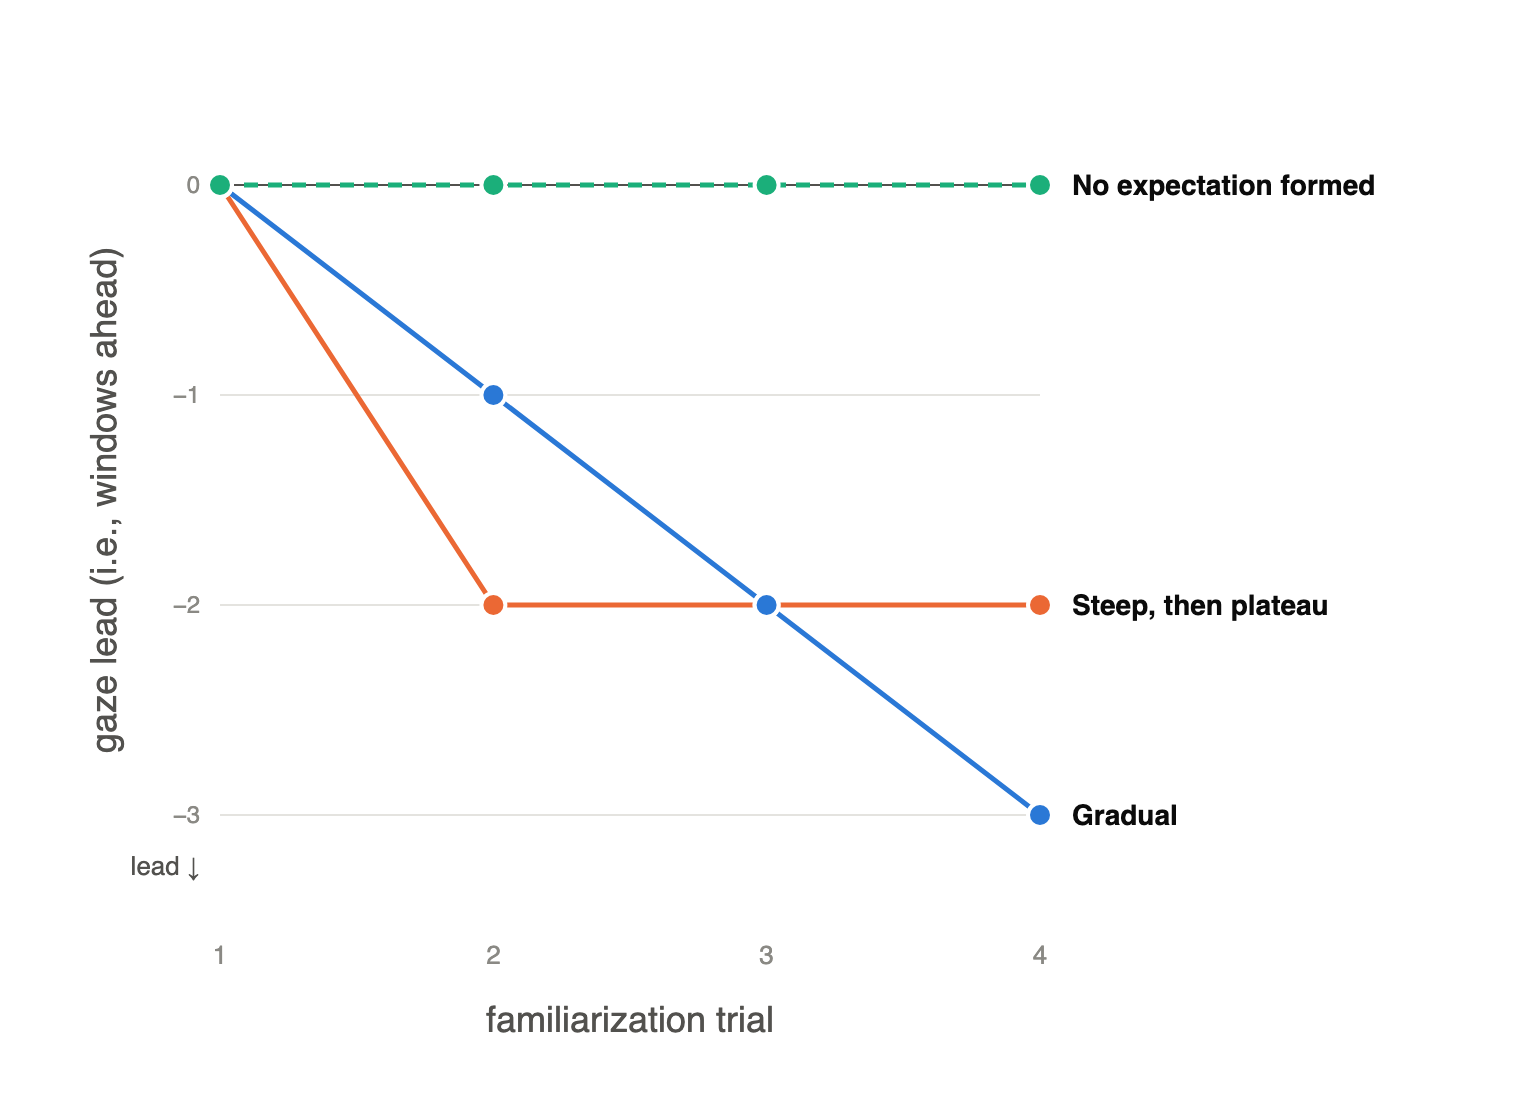 gaze lead (i.e., windows ahead)
0
No expectation formed
–1
–2
Steep, then plateau
–3
Gradual
lead ↓
1 2 3 4
familiarization trial